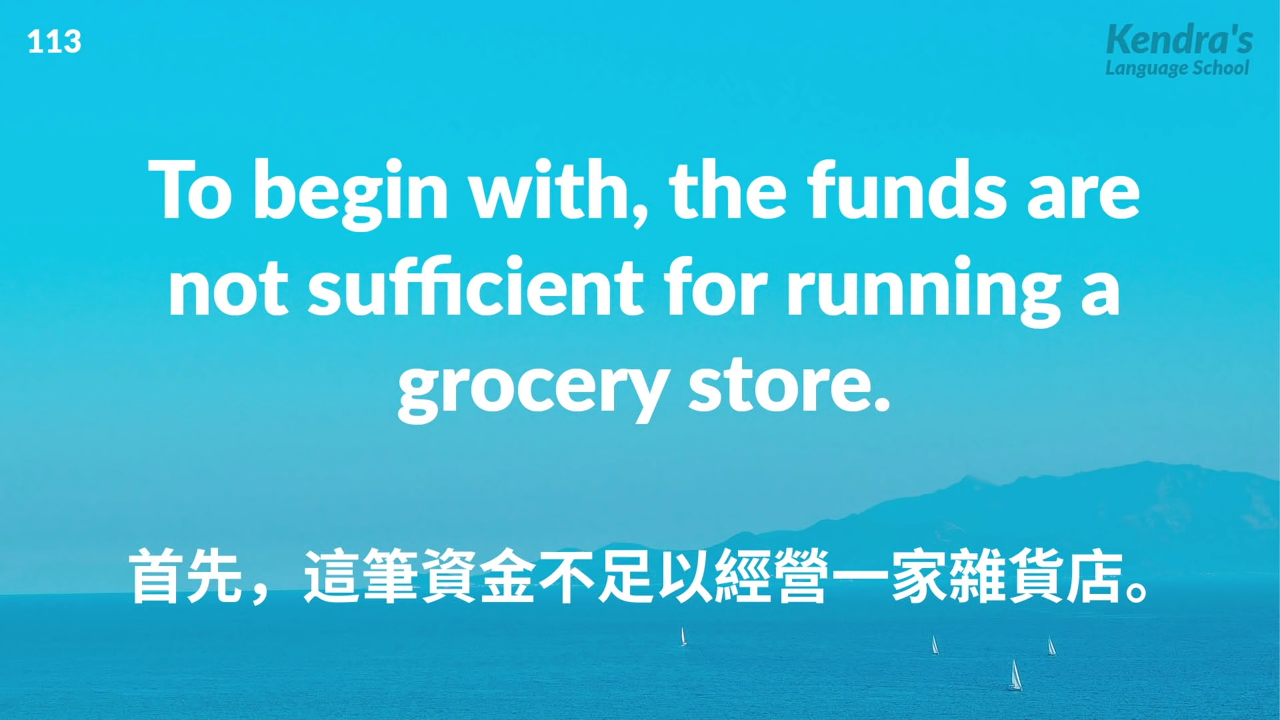 113
Kendra's
Language School
To begin with, the funds are
not sufficient for running a
grocery store.
首先，這筆資金不足以經營一家雜貨店。